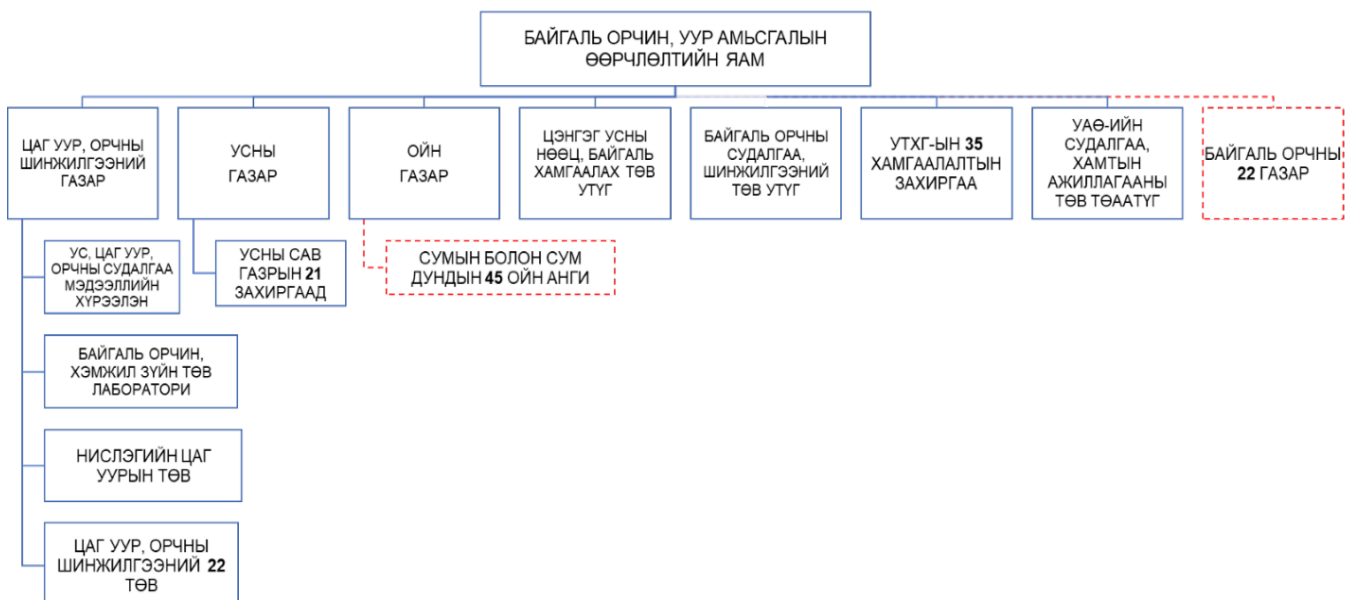 БАЙГАЛЬ ОРЧИН, УУР АМЬСГАЛЫН
ӨӨРЧЛӨЛТИЙН ЯАМ
ЦАГ УУР, ОРЧНЫ
ШИНЖИЛГЭЭНИЙ
ГАЗАР
УСНЫ
ГАЗАР
ОЙН
ГАЗАР
ЦЭНГЭГ УСНЫ
НӨӨЦ, БАЙГАЛЬ
ХАМГААЛАХ ТӨВ
УТҮГ
БАЙГАЛЬ ОРЧНЫ
СУДАЛГАА,
ШИНЖИЛГЭЭНИЙ
ТӨВ УТҮГ
УТХГ-ЫН 35
ХАМГААЛАЛТЫН
ЗАХИРГАА
УАӨ-ИЙН
СУДАЛГАА,
ХАМТЫН
АЖИЛЛАГААНЫ
ТӨВ ТӨААТҮГ
БАЙГАЛЬ ОРЧНЫ
22 ГАЗАР
УС, ЦАГ УУР,
ОРЧНЫ СУДАЛГАА
МЭДЭЭЛЛИЙН
ХҮРЭЭЛЭН
УСНЫ САВ
ГАЗРЫН 21
ЗАХИРГААД
СУМЫН БОЛОН СУМ
ДУНДЫН 45 ОЙН АНГИ
БАЙГАЛЬ ОРЧИН,
ХЭМЖИЛ ЗҮЙН ТӨВ
ЛАБОРАТОРИ
НИСЛЭГИЙН ЦАГ
УУРЫН ТӨВ
ЦАГ УУР, ОРЧНЫ
ШИНЖИЛГЭЭНИЙ 22
ТӨВ